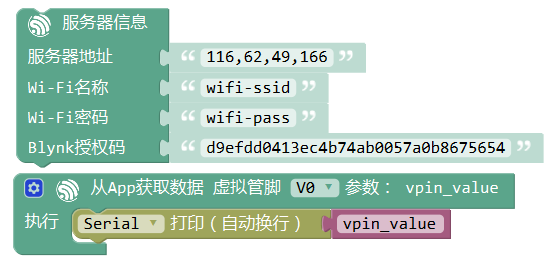 服务器信息
服务器地址 “ 116,62,49,166 ”
Wi-Fi名称 “ wifi-ssid ”
Wi-Fi密码 “ wifi-pass ”
Blynk授权码 “ d9efdd0413ec4b74ab0057a0b8675654 ”
从App获取数据 虚拟管脚 V0 参数： vpin_value
执行 Serial 打印（自动换行） vpin_value